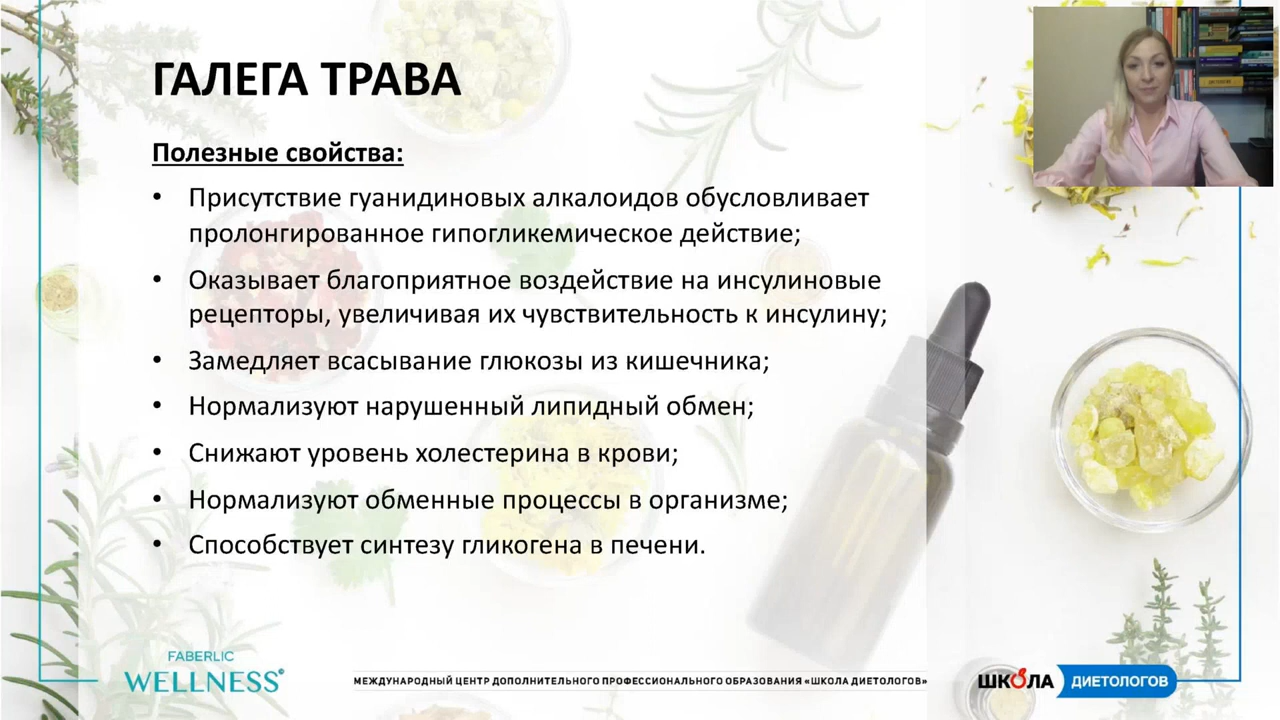 ГАЛЕГА ТРАВА
Полезные свойства:
• Присутствие гуанидиновых алкалоидов обусловливает
пролонгированное гипогликемическое действие;
• Оказывает благоприятное воздействие на инсулиновые
рецепторы, увеличивая их чувствительность к инсулину;
• Замедляет всасывание глюкозы из кишечника;
• Нормализуют нарушенный липидный обмен;
• Снижают уровень холестерина в крови;
• Нормализуют обменные процессы в организме;
• Способствует синтезу гликогена в печени.
FABERLIC
WELLNESS
МЕЖДУНАРОДНЫЙ ЦЕНТР ДОПОЛНИТЕЛЬНОГО ПРОФЕССИОНАЛЬНОГО ОБРАЗОВАНИЯ «ШКОЛА ДИЕТОЛОГОВ»
ШКОЛА ДИЕТОЛОГОВ